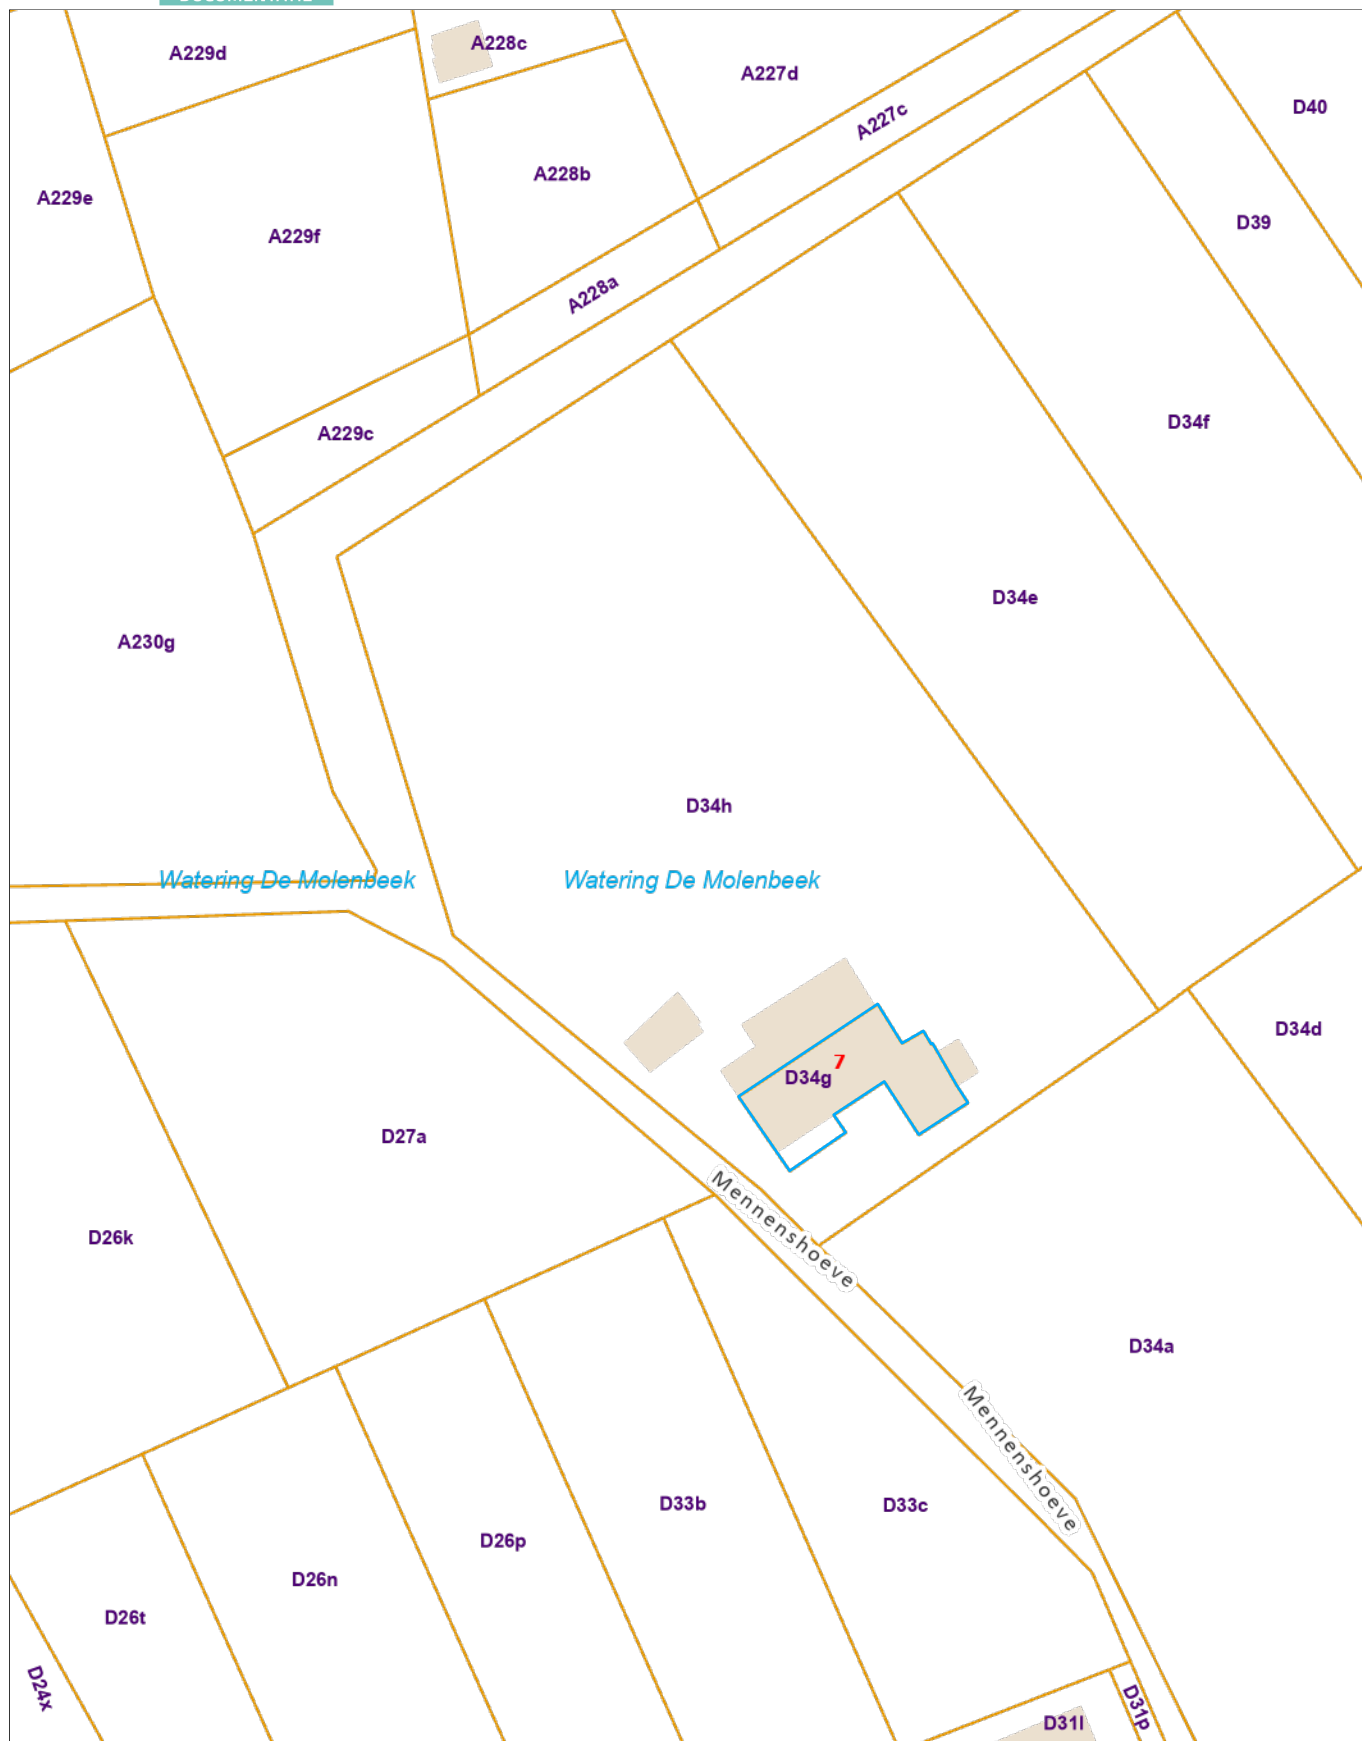 A229d
A228c
A227d
D40
A227c
A228b
A229e
D39
A229f
A228a
D34f
A229c
D34e
A230g
D34h
Watering De Molenbeek
Watering De Molenbeek
D34d
7
D34g
D27a
Mennenshoeve
D26k
D34a
Mennenshoeve
D33b
D33c
D26p
D26n
D26t
D24x
D31p
D31l